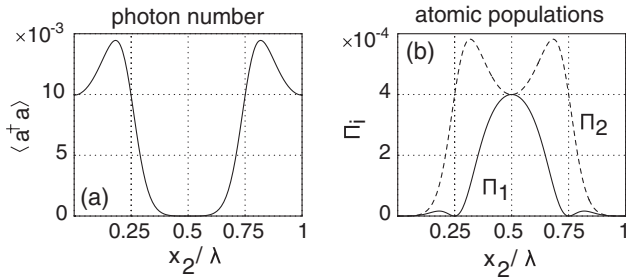 photon number
×10⁻³
10
5
0
⟨a†a⟩
(a)
0.25
0.5
0.75
1
x₂/λ
atomic populations
×10⁻⁴
(b)
4
2
0
Πᵢ
Π₁
Π₂
0.25
0.5
0.75
1
x₂/λ